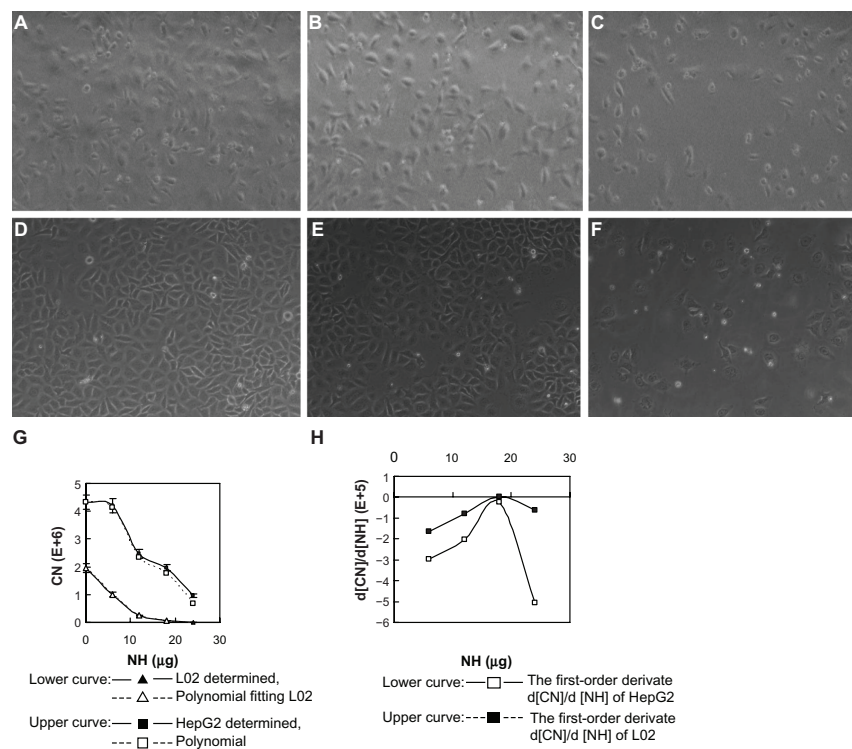 A
B
C
D
E
F
G
H
5
4
3
2
1
0
CN (E+6)
0 10 20 30
NH (μg)
Lower curve: L02 determined,
Polynomial fitting L02
Upper curve: HepG2 determined,
Polynomial
0 10 20 30
1
0
−1
−2
−3
−4
−5
−6
d[CN]/d[NH] (E+5)
NH (μg)
Lower curve: The first-order derivate
d[CN]/d [NH] of HepG2
Upper curve: The first-order derivate
d[CN]/d [NH] of L02